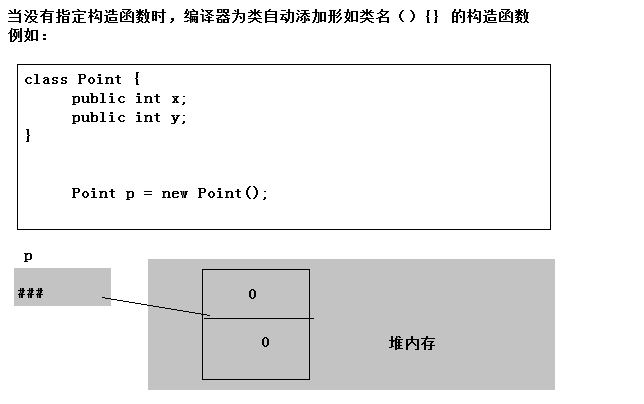 当没有指定构造函数时，编译器为类自动添加形如类名（）{} 的构造函数
例如：
class Point {
public int x;
public int y;
}
Point p = new Point();
p
###
0
0
堆内存